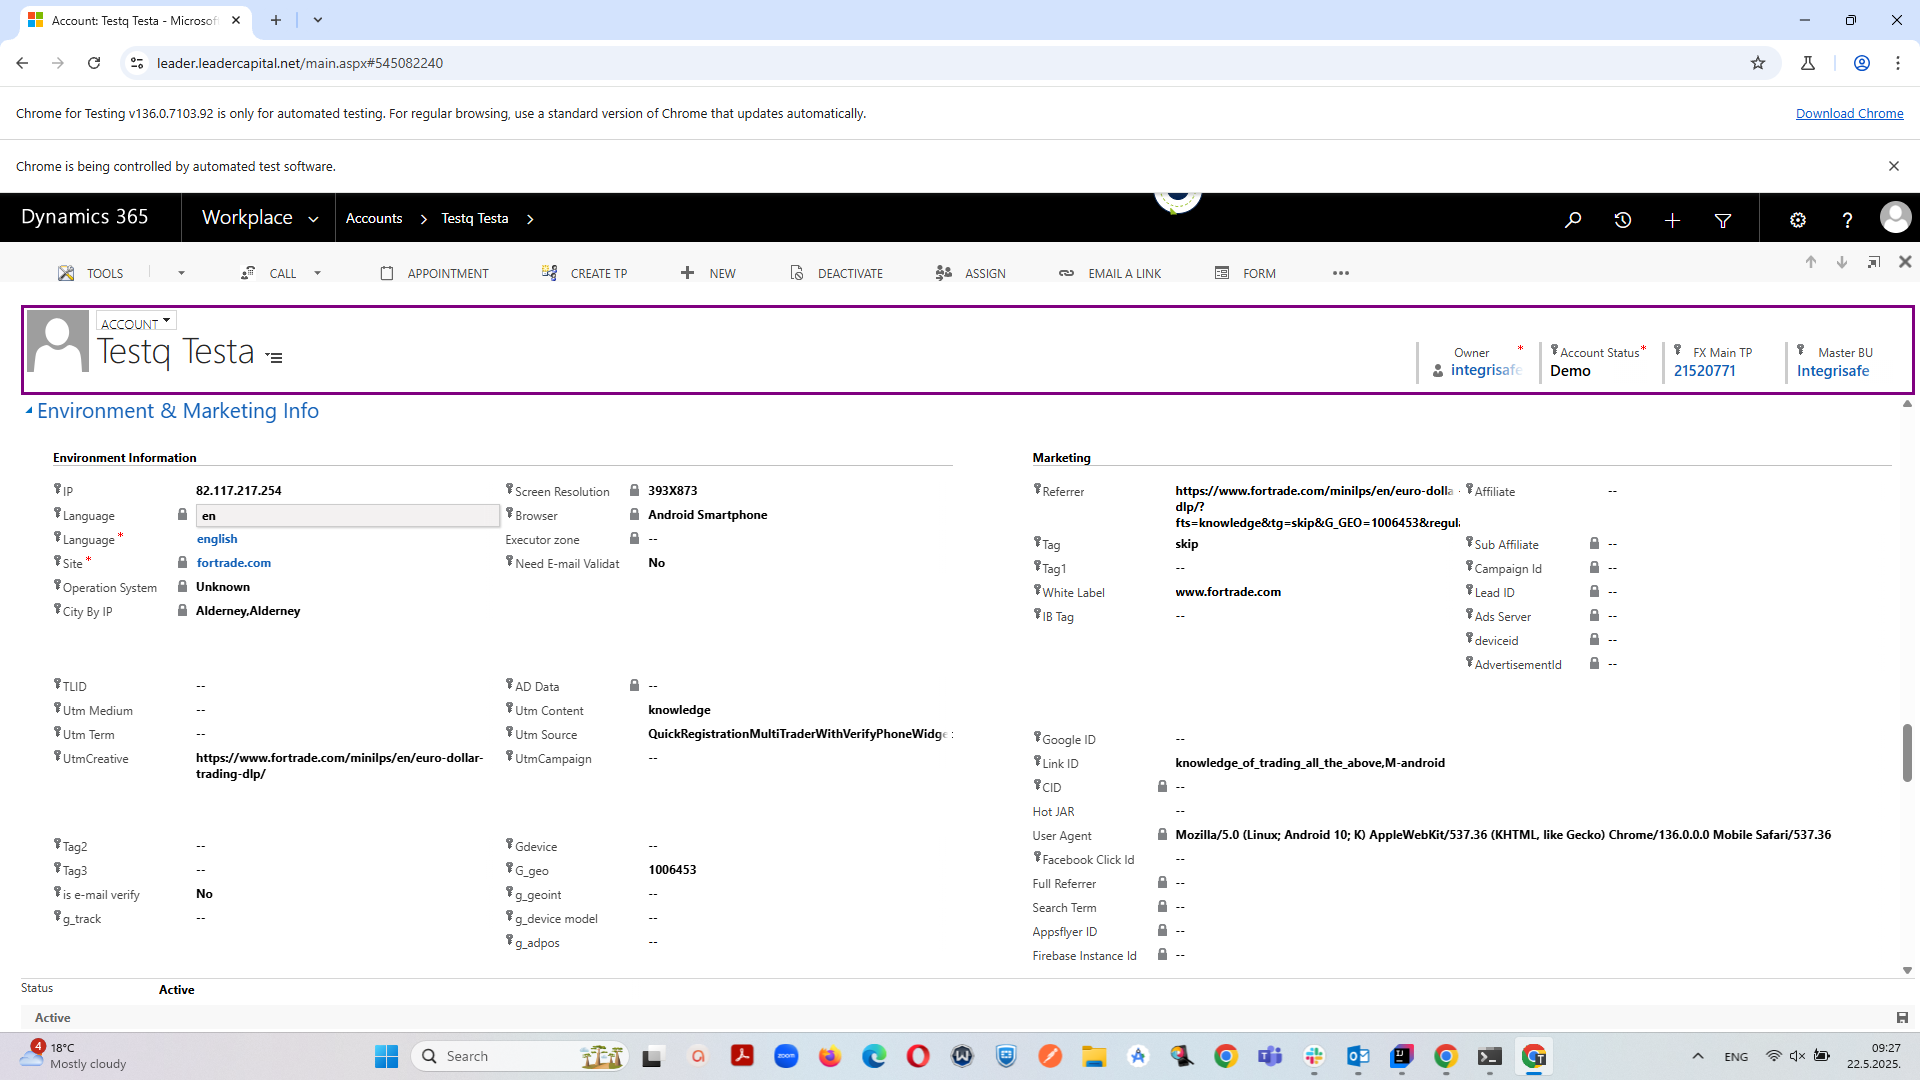 Account: Testq Testa - Microsof
leader.leadercapital.net/main.aspx#545082240
Chrome for Testing v136.0.7103.92 is only for automated testing. For regular browsing, use a standard version of Chrome that updates automatically.
Download Chrome
Chrome is being controlled by automated test software.
Dynamics 365
Workplace
Accounts
Testq Testa
TOOLS
CALL
APPOINTMENT
CREATE TP
NEW
DEACTIVATE
ASSIGN
EMAIL A LINK
FORM
ACCOUNT
Testq Testa
Owner *
integrisafe
Account Status*
Demo
FX Main TP
21520771
Master BU
Integrisafe
Environment & Marketing Info
Environment Information
IP 82.117.217.254
Language en
Language * english
Site * fortrade.com
Operation System Unknown
City By IP Alderney,Alderney
Screen Resolution 393X873
Browser Android Smartphone
Executor zone --
Need E-mail Validat No
TLID --
Utm Medium --
Utm Term --
UtmCreative https://www.fortrade.com/minilps/en/euro-dollar-
trading-dlp/
AD Data --
Utm Content knowledge
Utm Source QuickRegistrationMultiTraderWithVerifyPhoneWidge
UtmCampaign --
Tag2 --
Tag3 --
is e-mail verify No
g_track --
Gdevice --
G_geo 1006453
g_geoint --
g_device model --
g_adpos --
Marketing
Referrer https://www.fortrade.com/minilps/en/euro-dolla
dlp/?
fts=knowledge&tg=skip&G_GEO=1006453&regul
Tag skip
Tag1 --
White Label www.fortrade.com
IB Tag --
Affiliate --
Sub Affiliate --
Campaign Id --
Lead ID --
Ads Server --
deviceid --
AdvertisementId --
Google ID --
Link ID knowledge_of_trading_all_the_above,M-android
CID --
Hot JAR --
User Agent Mozilla/5.0 (Linux; Android 10; K) AppleWebKit/537.36 (KHTML, like Gecko) Chrome/136.0.0.0 Mobile Safari/537.36
Facebook Click Id --
Full Referrer --
Search Term --
Appsflyer ID --
Firebase Instance Id --
Status Active
Active
4
18°C
Mostly cloudy
Search
zoom
ENG
09:27
22.5.2025.